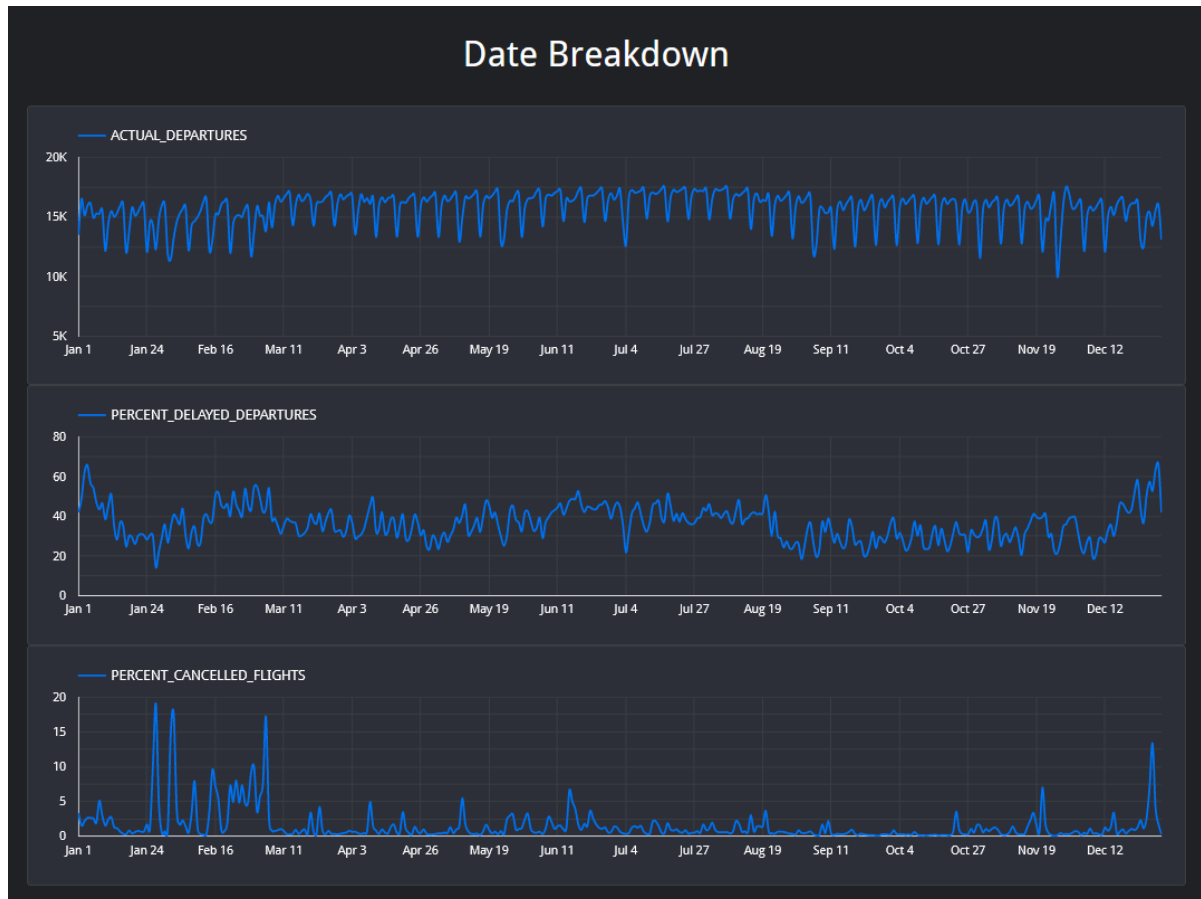 Date Breakdown
ACTUAL_DEPARTURES
20K
15K
10K
5K
Jan 1 Jan 24 Feb 16 Mar 11 Apr 3 Apr 26 May 19 Jun 11 Jul 4 Jul 27 Aug 19 Sep 11 Oct 4 Oct 27 Nov 19 Dec 12
PERCENT_DELAYED_DEPARTURES
80
60
40
20
0
Jan 1 Jan 24 Feb 16 Mar 11 Apr 3 Apr 26 May 19 Jun 11 Jul 4 Jul 27 Aug 19 Sep 11 Oct 4 Oct 27 Nov 19 Dec 12
PERCENT_CANCELLED_FLIGHTS
20
15
10
5
0
Jan 1 Jan 24 Feb 16 Mar 11 Apr 3 Apr 26 May 19 Jun 11 Jul 4 Jul 27 Aug 19 Sep 11 Oct 4 Oct 27 Nov 19 Dec 12